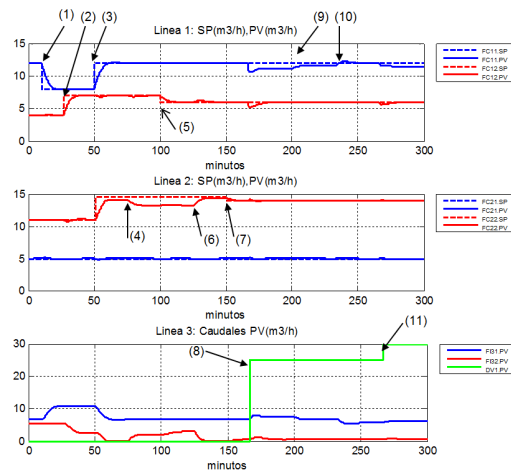 (1)
(2)
(3)
Linea 1: SP(m3/h),PV(m3/h)
(9)
(10)
15
10
5
0
(5)
0 50 100 150 200 250 300
minutos
FC11.SP
FC11.PV
FC12.SP
FC12.PV
Linea 2: SP(m3/h),PV(m3/h)
15
10
5
0
(4)
(6)
(7)
0 50 100 150 200 250 300
minutos
FC21.SP
FC21.PV
FC22.SP
FC22.PV
Linea 3: Caudales PV(m3/h)
(11)
30
20
10
0
(8)
0 50 100 150 200 250 300
minutos
FB1.PV
FB2.PV
DV1.PV